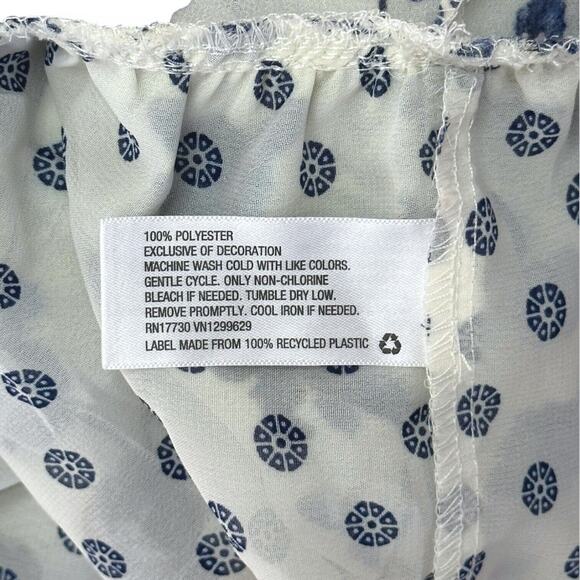 100% POLYESTER
EXCLUSIVE OF DECORATION
MACHINE WASH COLD WITH LIKE COLORS.
GENTLE CYCLE. ONLY NON-CHLORINE
BLEACH IF NEEDED. TUMBLE DRY LOW.
REMOVE PROMPTLY. COOL IRON IF NEEDED.
RN17730 VN1299629
LABEL MADE FROM 100% RECYCLED PLASTIC